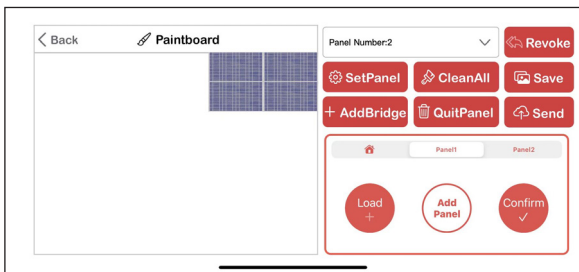 Back
Paintboard
Panel Number:2
Revoke
SetPanel
CleanAll
Save
+ AddBridge
QuitPanel
Send
Panel1
Panel2
Load
+
Add
Panel
Confirm